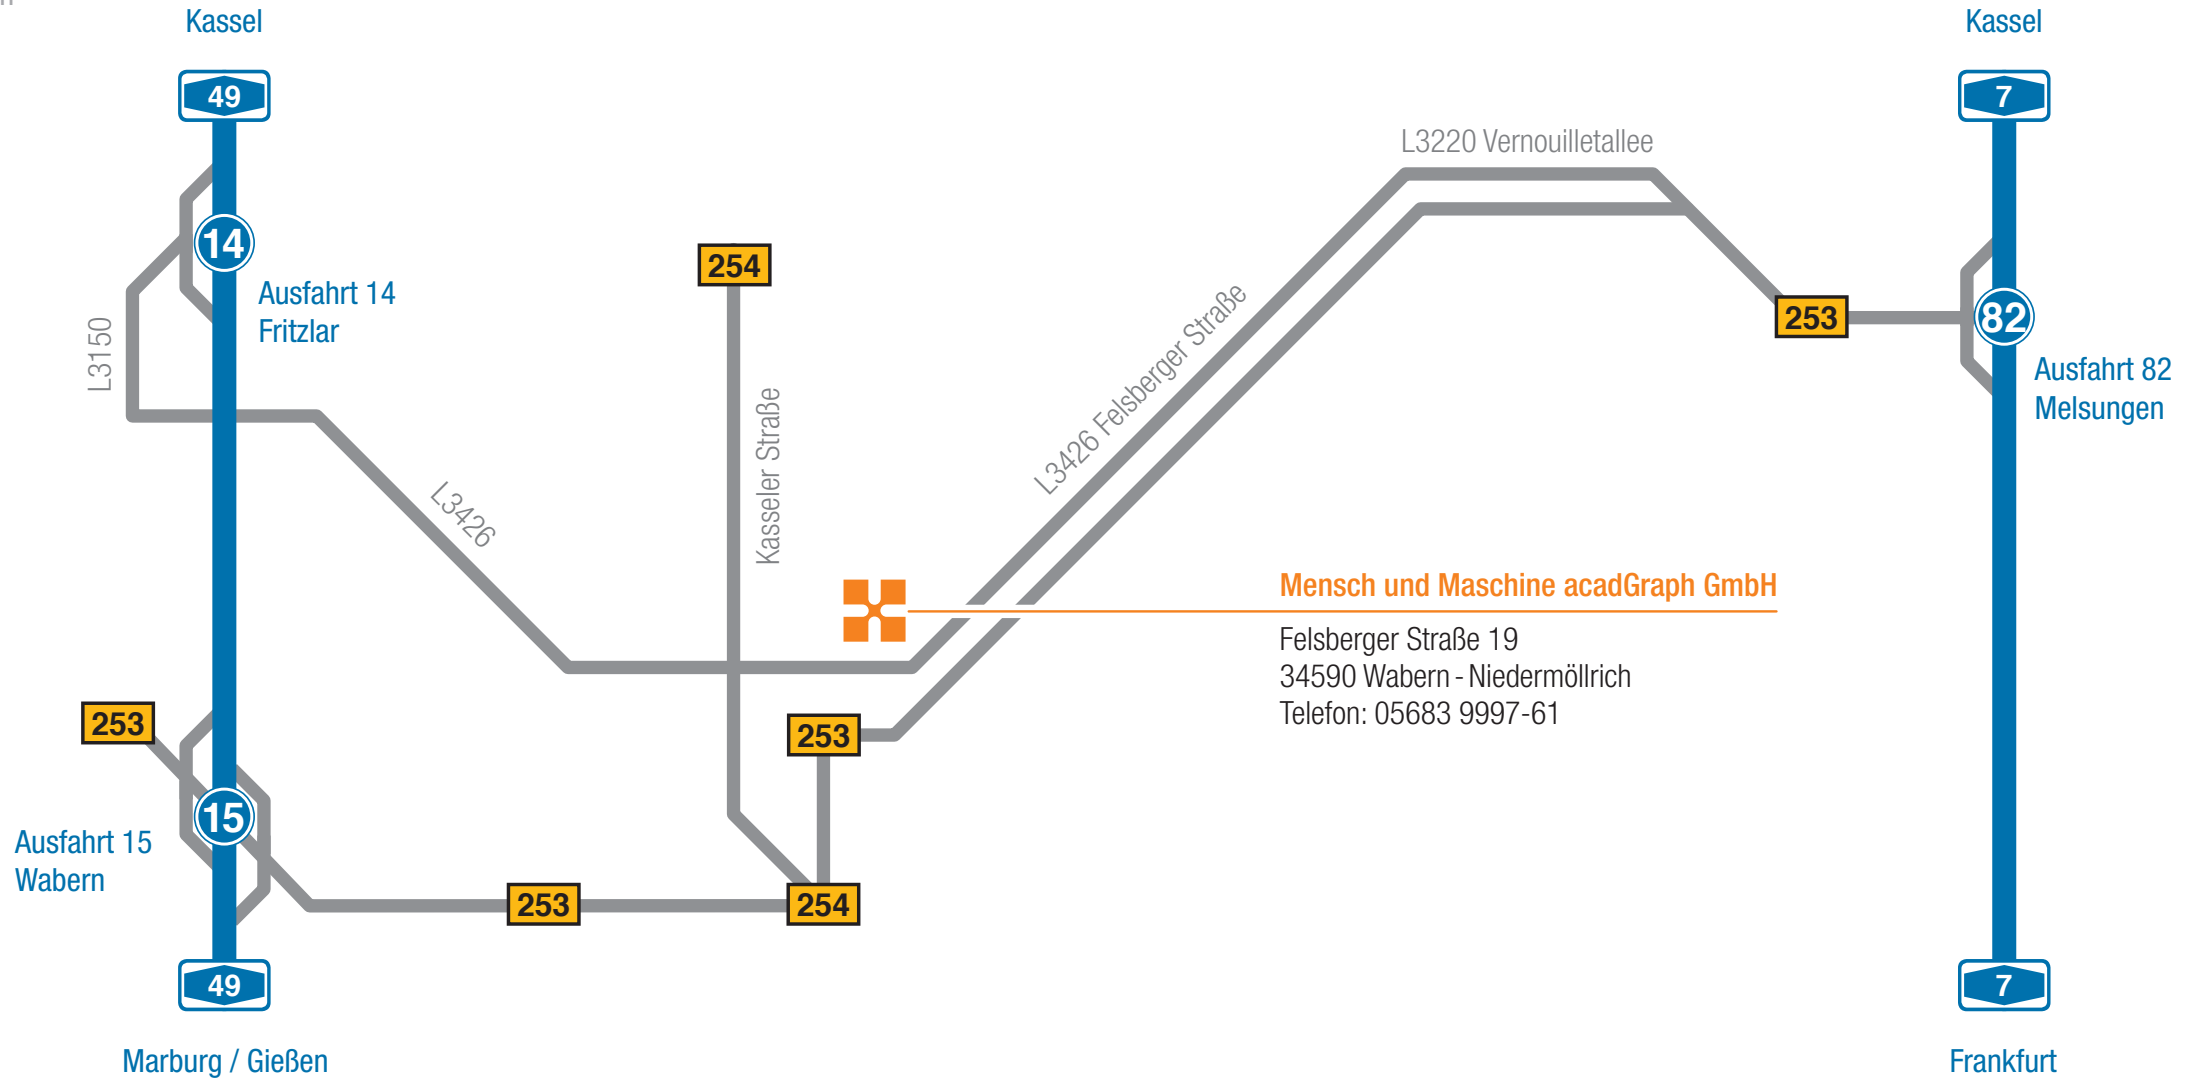 Kassel
Kassel
49
7
L3220 Vernouilletallee
14
254
Ausfahrt 14
Fritzlar
L3150
253
82
Ausfahrt 82
Melsungen
L3426 Felsberger Straße
Kasseler Straße
L3426
Mensch und Maschine acadGraph GmbH
Felsberger Straße 19
34590 Wabern - Niedermöllrich
Telefon: 05683 9997-61
253
253
15
Ausfahrt 15
Wabern
253
254
49
7
Marburg / Gießen
Frankfurt